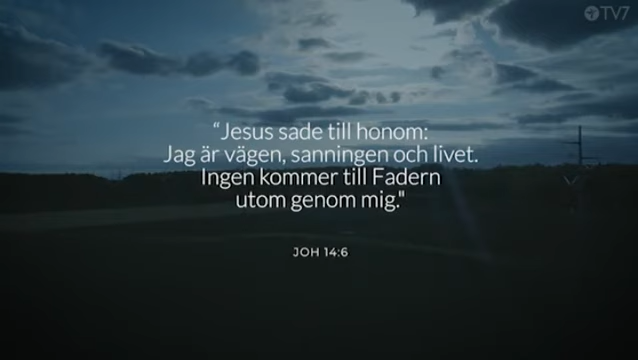 TV7
“Jesus sade till honom:
Jag är vägen, sanningen och livet.
Ingen kommer till Fadern
utom genom mig."
JOH 14:6